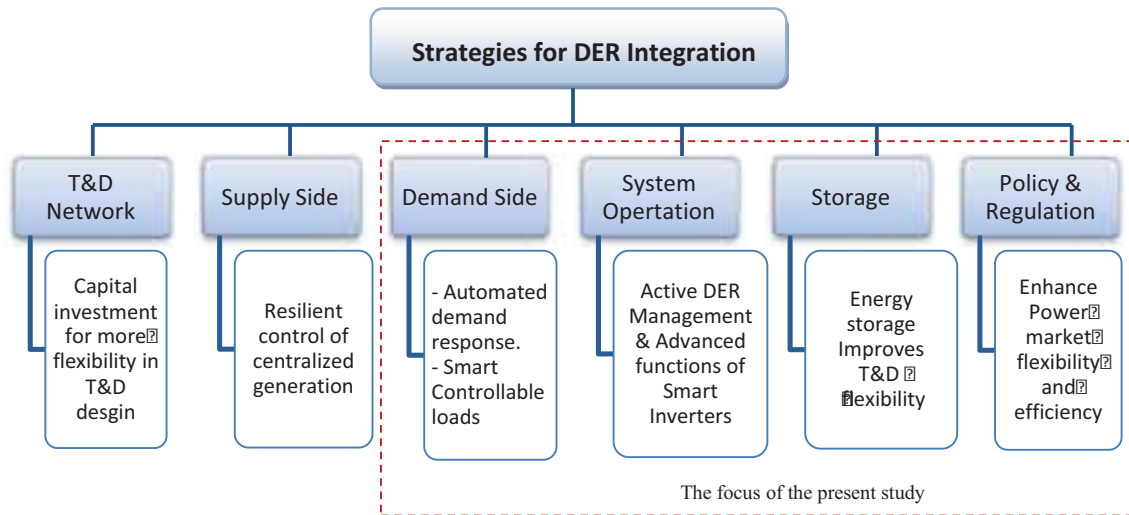 Strategies for DER Integration
T&D
Network
Capital
investment
for more
flexibility in
T&D
desgin
Supply Side
Resilient
control of
centralized
generation
Demand Side
- Automated
demand
response.
- Smart
Controllable
loads
System
Opertation
Active DER
Management
& Advanced
functions of
Smart
Inverters
Storage
Energy
storage
Improves
T&D
flexibility
Policy &
Regulation
Enhance
Power
market
flexibility
and
efficiency
The focus of the present study